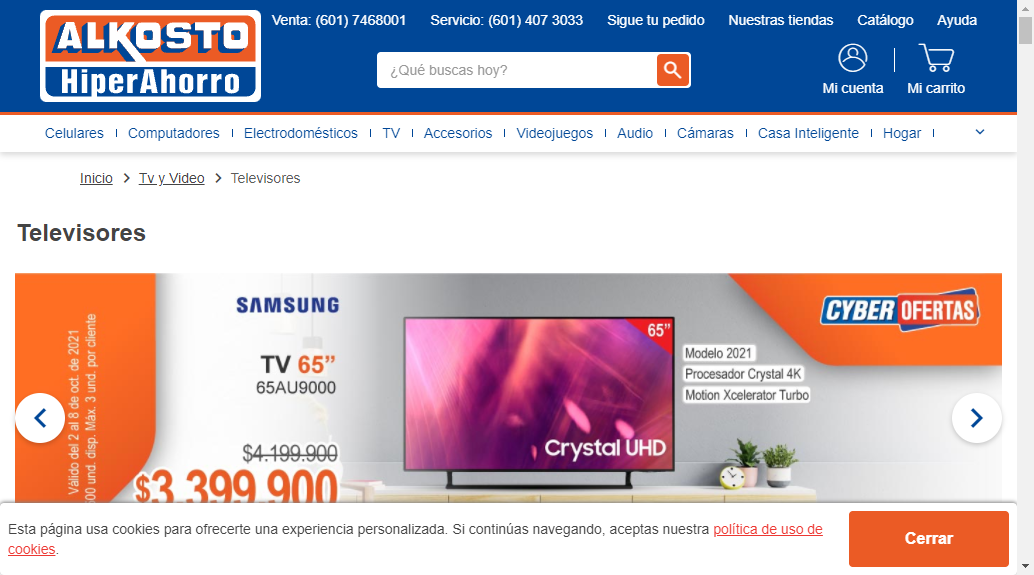 ALKOSTO
HiperAhorro
Venta: (601) 7468001 Servicio: (601) 407 3033 Sigue tu pedido Nuestras tiendas Catálogo Ayuda
¿Qué buscas hoy?
Mi cuenta Mi carrito
Celulares Computadores Electrodomésticos TV Accesorios Videojuegos Audio Cámaras Casa Inteligente Hogar
Inicio > Tv y Video > Televisores
Televisores
Válido del 2 al 8 de oct. de 2021
00 und. disp. Máx. 3 und. por cliente
SAMSUNG
TV 65”
65AU9000
$4.199.900
$3.399.900
65”
Crystal UHD
Modelo 2021
Procesador Crystal 4K
Motion Xcelerator Turbo
CYBER OFERTAS
Esta página usa cookies para ofrecerte una experiencia personalizada. Si continúas navegando, aceptas nuestra política de uso de
cookies.
Cerrar